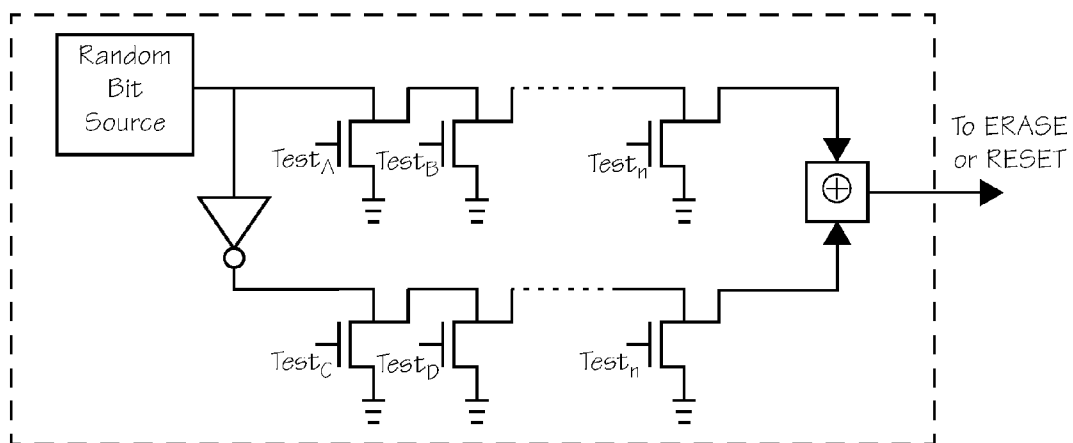 Random
Bit
Source
Test_A
Test_B
Test_n
To ERASE
or RESET
⊕
Test_C
Test_D
Test_n